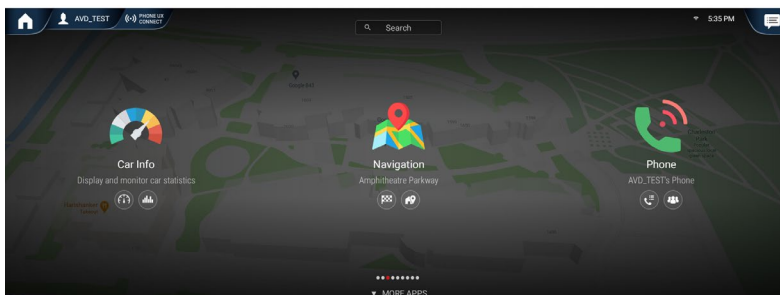 AVD_TEST
PHONE UX
CONNECT
Search
5:35 PM
Car Info
Display and monitor car statistics
Navigation
Amphitheatre Parkway
Phone
AVD_TEST's Phone
MORE APPS